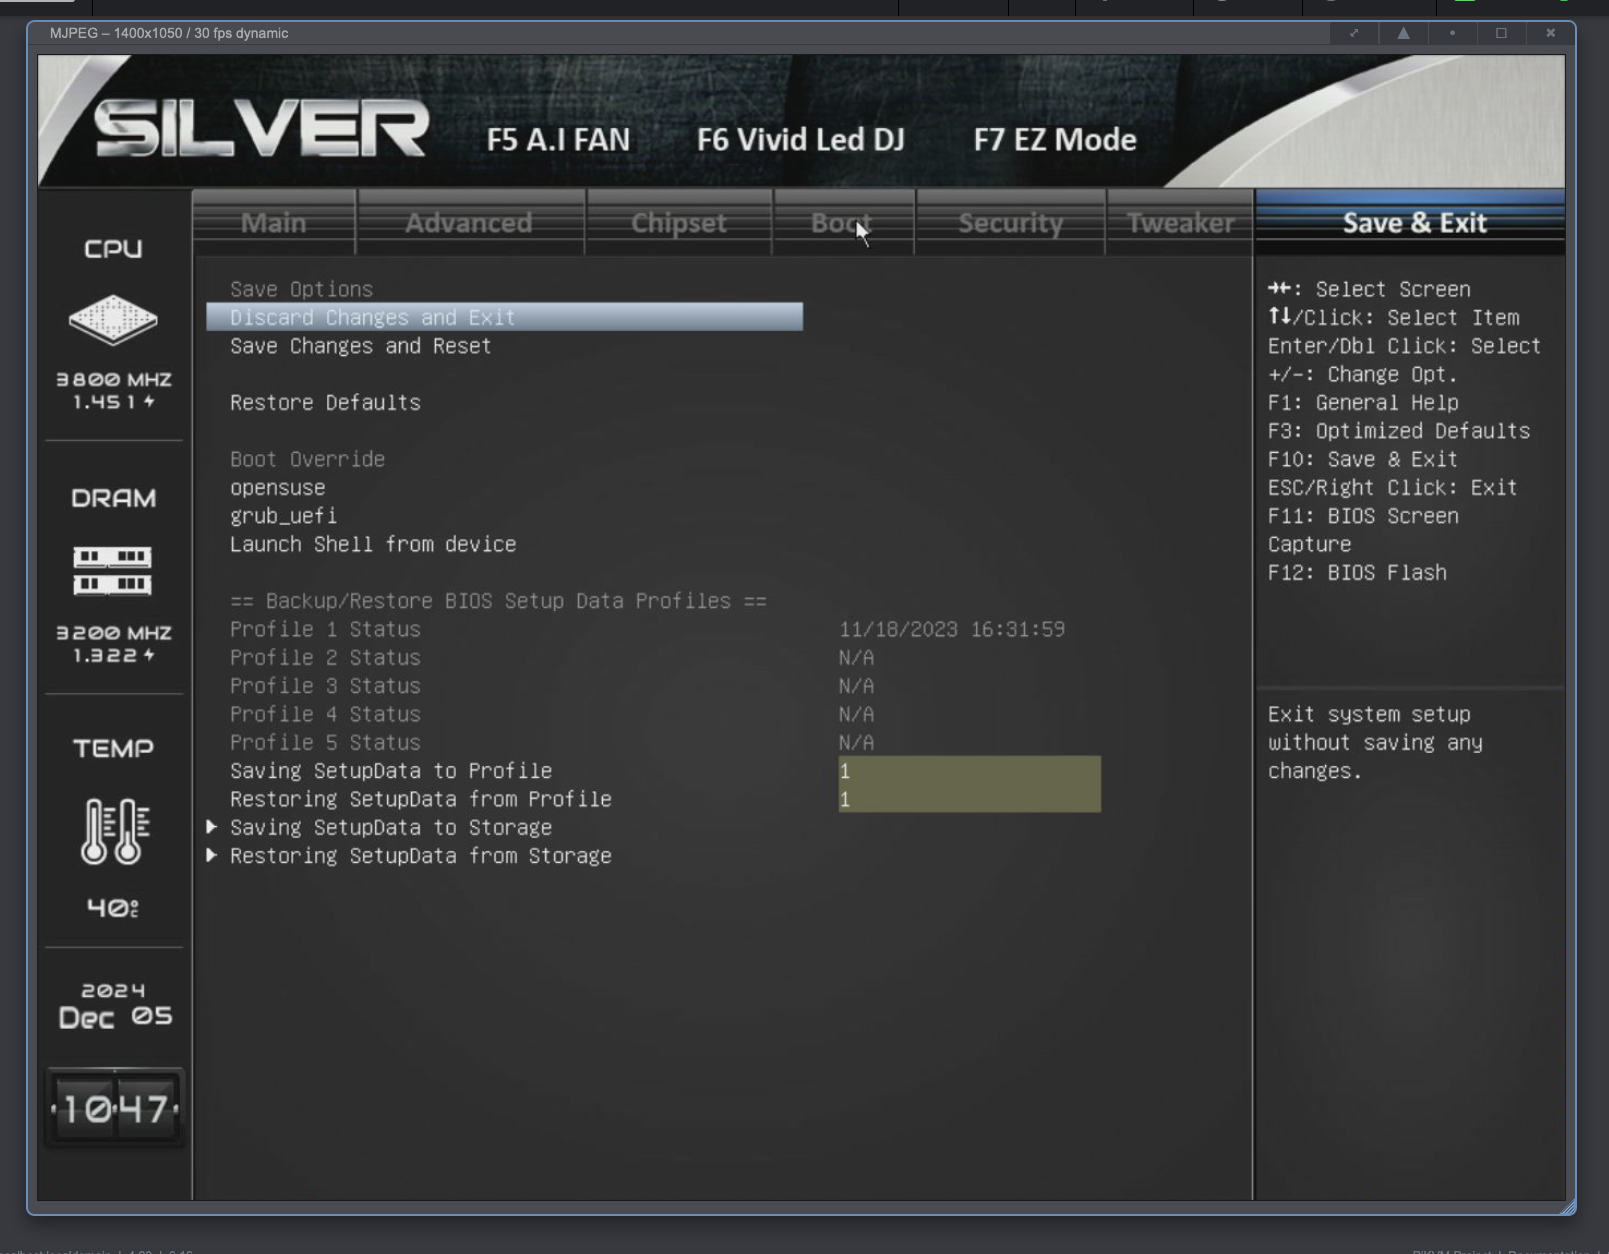 MJPEG – 1400x1050 / 30 fps dynamic
SILVER
F5 A.I FAN
F6 Vivid Led DJ
F7 EZ Mode
Main
Advanced
Chipset
Boot
Security
Tweaker
Save & Exit
CPU
3800 MHZ
1.451
DRAM
3200 MHZ
1.322
TEMP
40°C
2024
Dec 05
10:47
Save Options
Discard Changes and Exit
Save Changes and Reset
Restore Defaults
Boot Override
opensuse
grub_uefi
Launch Shell from device
== Backup/Restore BIOS Setup Data Profiles ==
Profile 1 Status 11/18/2023 16:31:59
Profile 2 Status N/A
Profile 3 Status N/A
Profile 4 Status N/A
Profile 5 Status N/A
Saving SetupData to Profile 1
Restoring SetupData from Profile 1
Saving SetupData to Storage
Restoring SetupData from Storage
→←: Select Screen
↑↓/Click: Select Item
Enter/Dbl Click: Select
+/-: Change Opt.
F1: General Help
F3: Optimized Defaults
F10: Save & Exit
ESC/Right Click: Exit
F11: BIOS Screen
Capture
F12: BIOS Flash
Exit system setup
without saving any
changes.